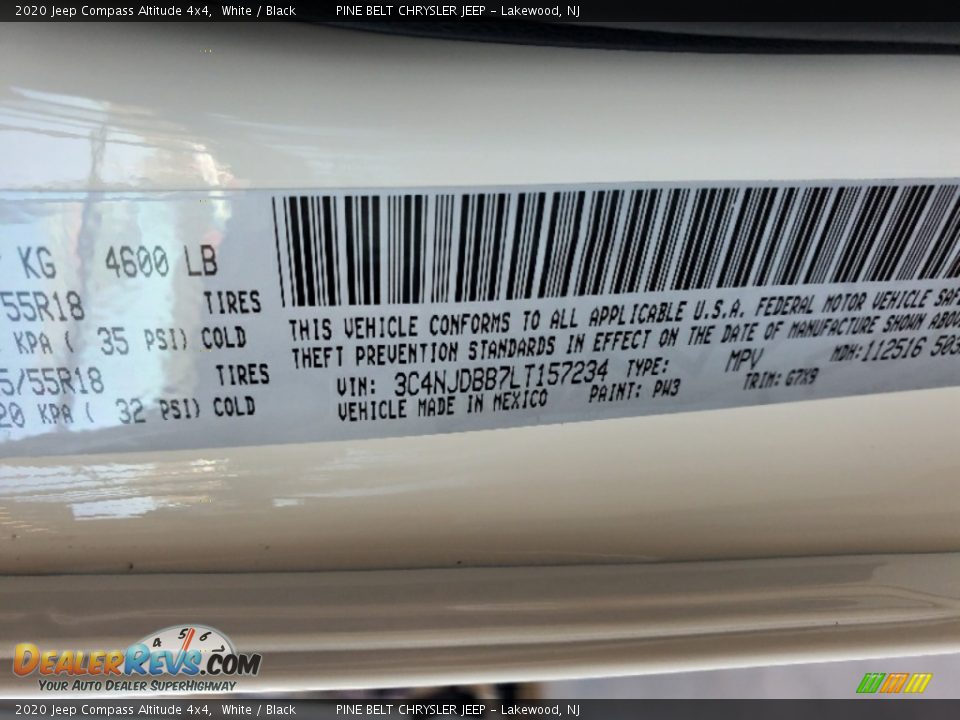 2020 Jeep Compass Altitude 4x4, White / Black PINE BELT CHRYSLER JEEP - Lakewood, NJ
KG 4600 LB
55R18 TIRES
KPA ( 35 PSI) COLD
5/55R18 TIRES
20 KPA ( 32 PSI) COLD
THIS VEHICLE CONFORMS TO ALL APPLICABLE U.S.A. FEDERAL MOTOR VEHICLE SAF
THEFT PREVENTION STANDARDS IN EFFECT ON THE DATE OF MANUFACTURE SHOWN ABOV
VIN: 3C4NJDBB7LT157234 TYPE: MPV MDH:112516 503
VEHICLE MADE IN MEXICO PAINT: PW3 TRIM: G7X9
4 5 6
DEALERREVS.COM
YOUR AUTO DEALER SUPERHIGHWAY
2020 Jeep Compass Altitude 4x4, White / Black PINE BELT CHRYSLER JEEP - Lakewood, NJ